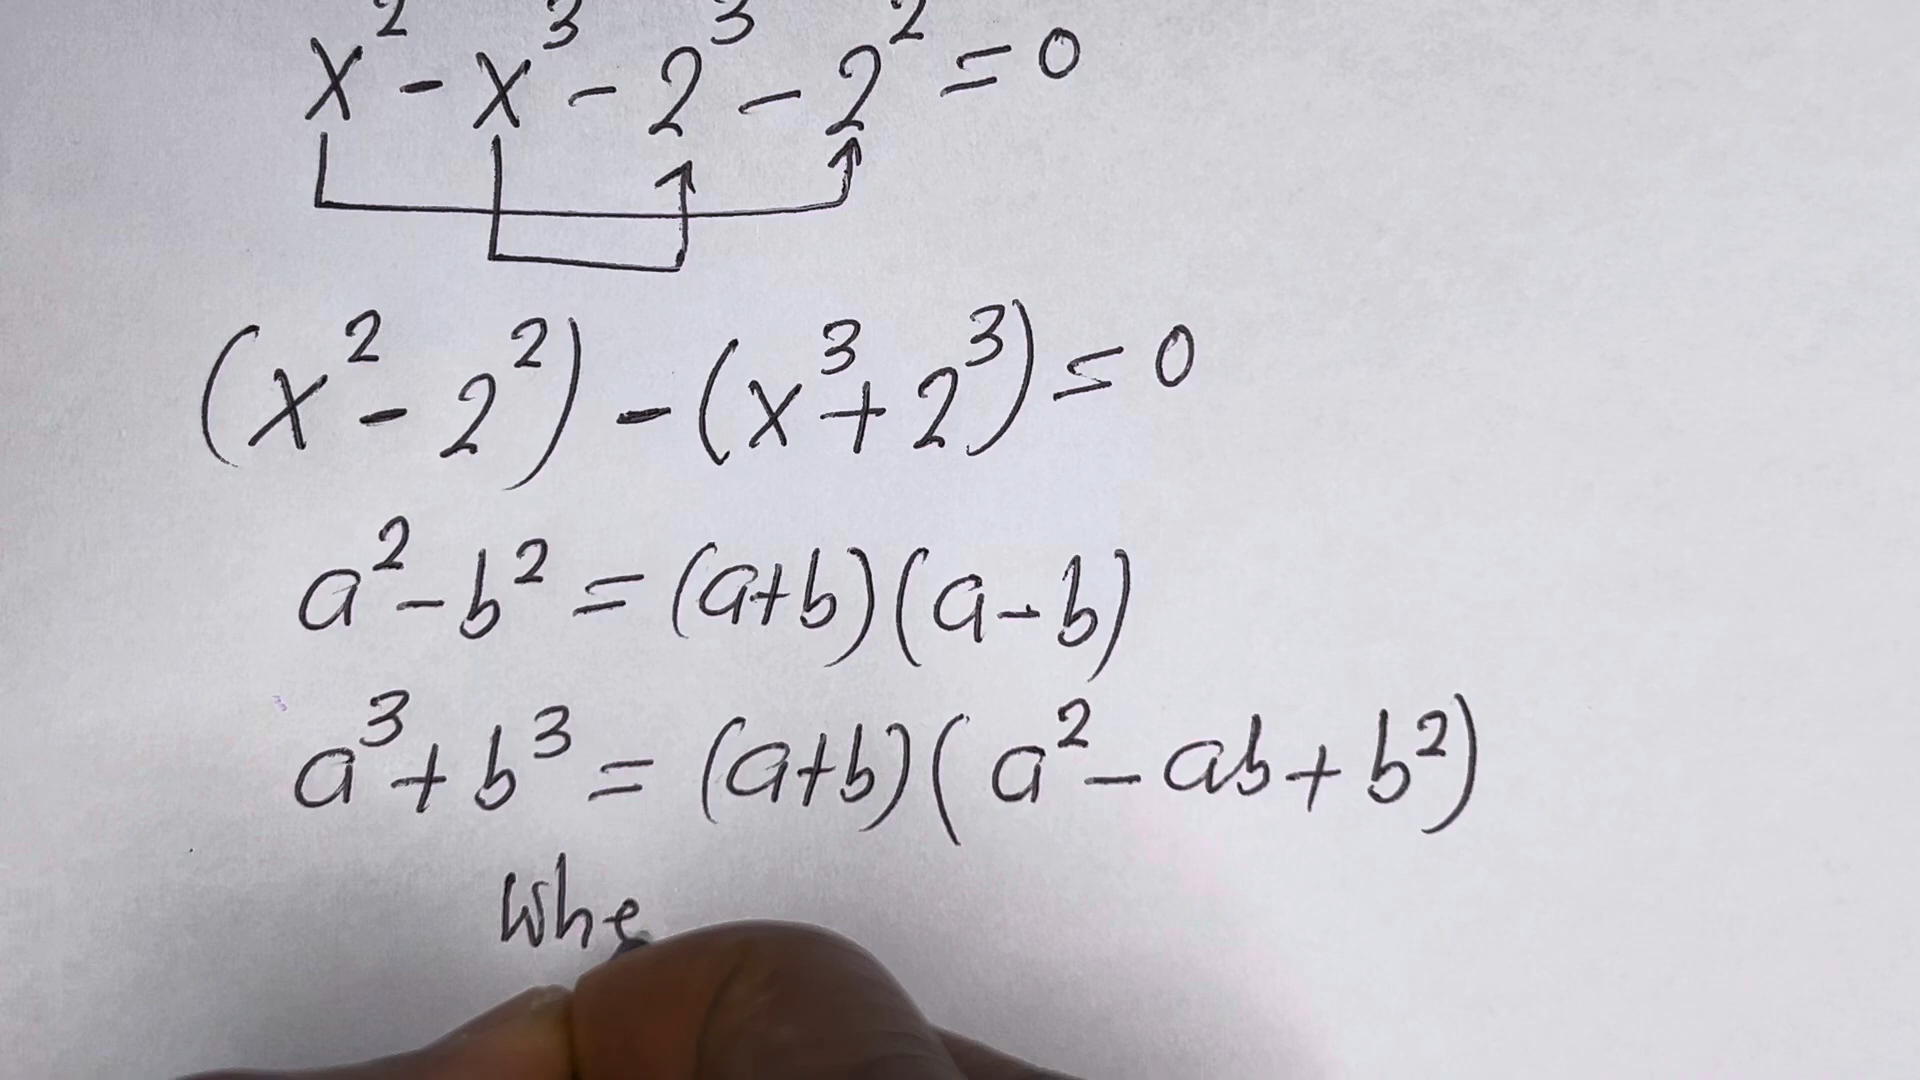 x² - x³ - 2³ - 2² = 0
(x² - 2²) - (x³ + 2³) = 0
a² - b² = (a+b)(a-b)
a³ + b³ = (a+b)(a² - ab + b²)
Whe